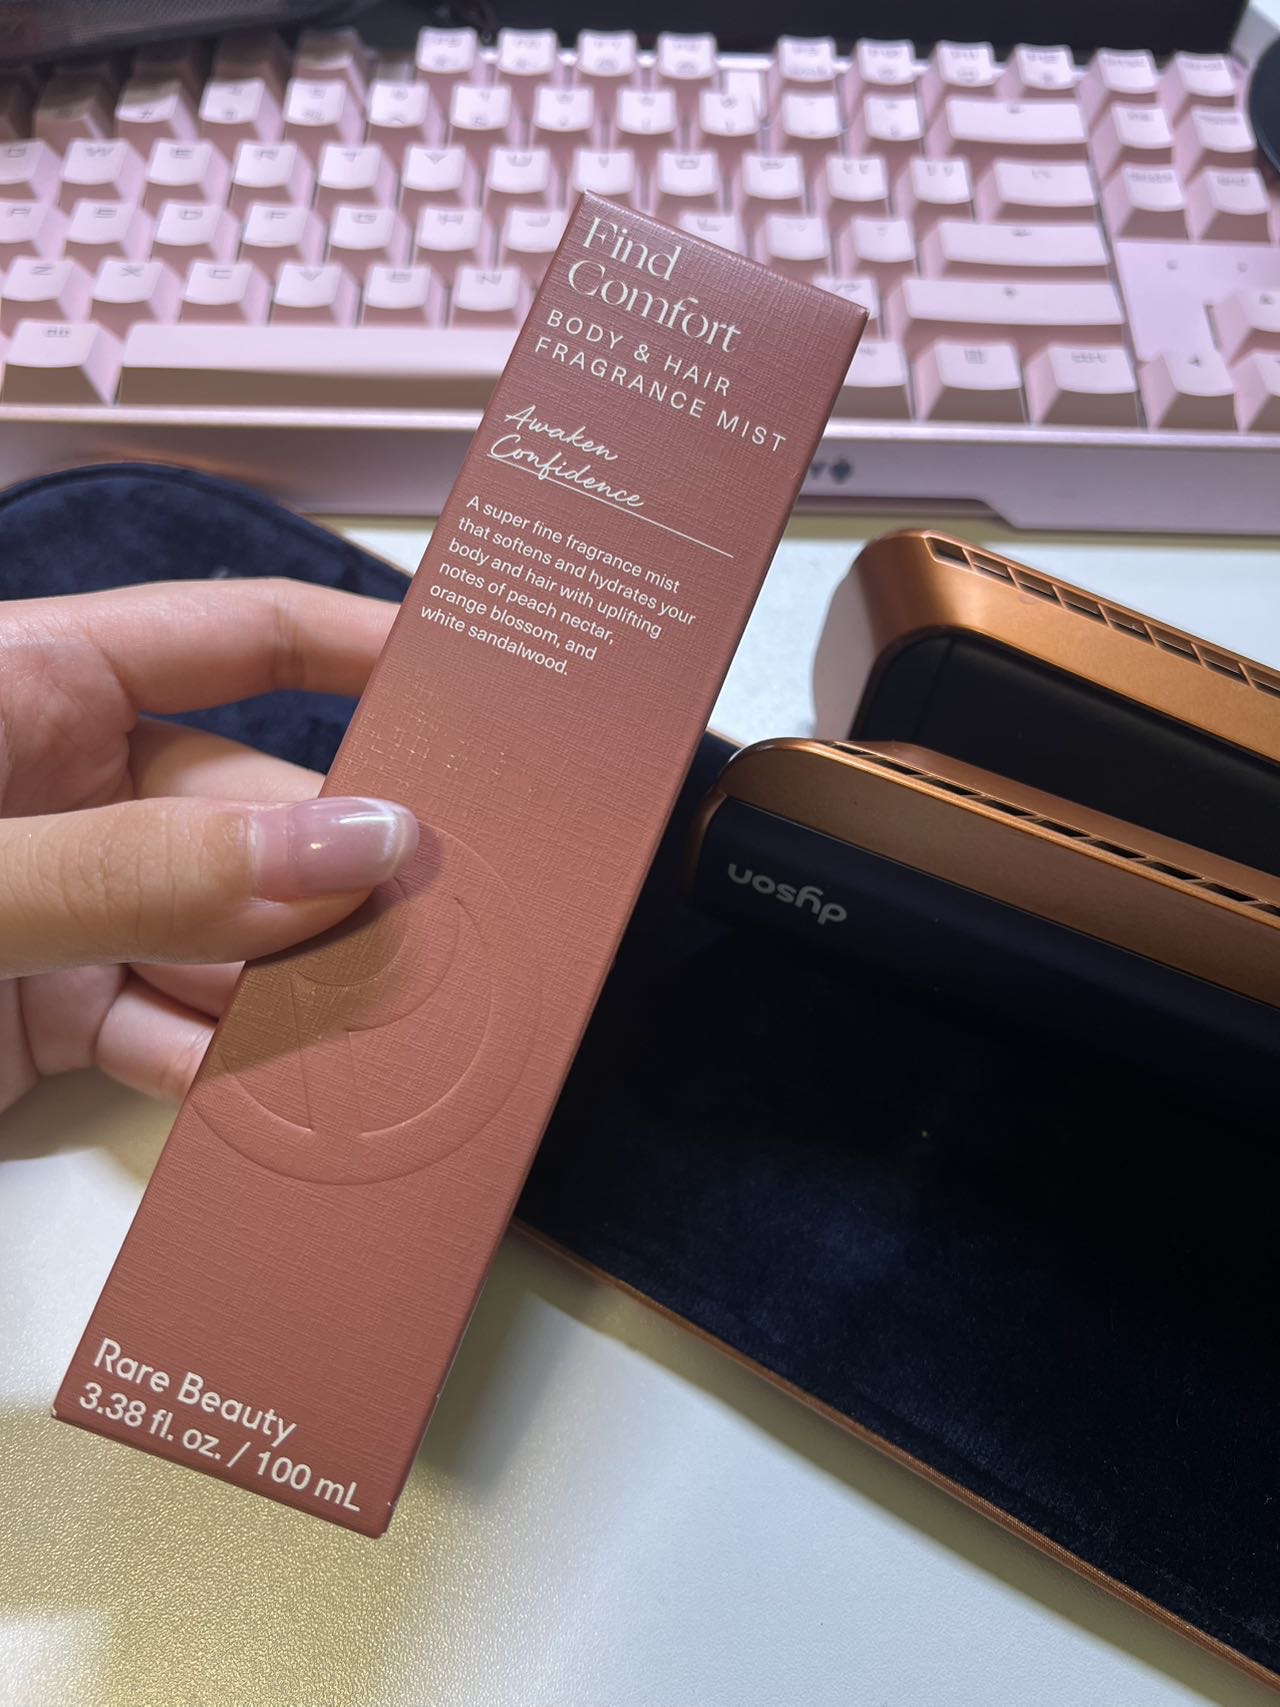 Find
Comfort
BODY & HAIR
FRAGRANCE MIST
Awaken
Confidence
A super fine fragrance mist
that softens and hydrates your
body and hair with uplifting
notes of peach nectar,
orange blossom, and
white sandalwood.
Rare Beauty
3.38 fl. oz. / 100 mL
dyson